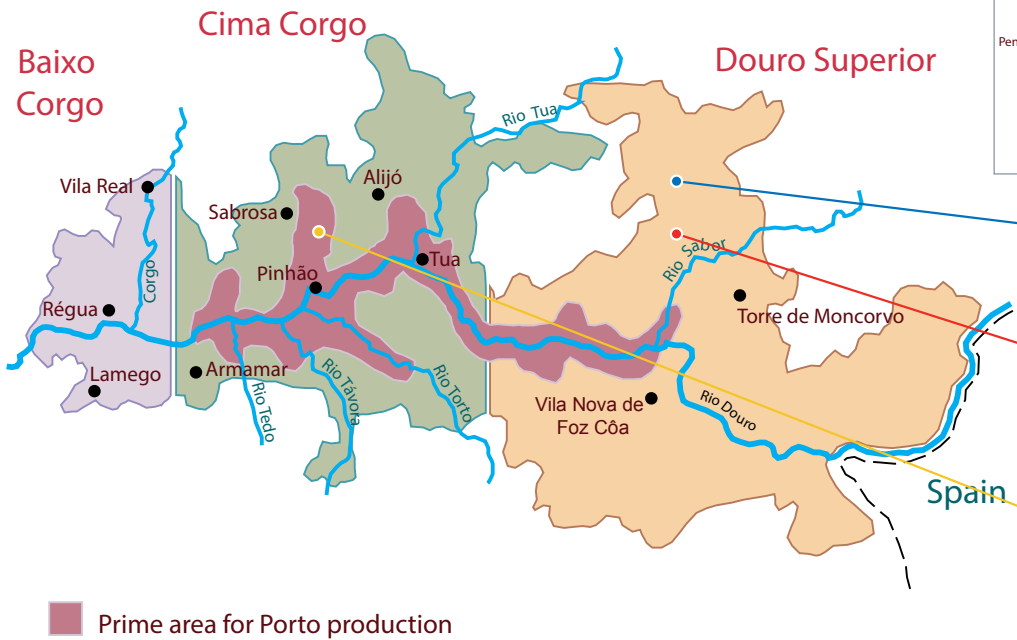 Cima Corgo
Baixo
Corgo
Douro Superior
Pen
Rio Tua
Vila Real
Alijó
Sabrosa
Corgo
Pinhão
Tua
Rio Sabor
Régua
Torre de Moncorvo
Lamego
Armamar
Rio Tedo
Rio Távora
Rio Torto
Vila Nova de
Foz Côa
Rio Douro
Spain
Prime area for Porto production